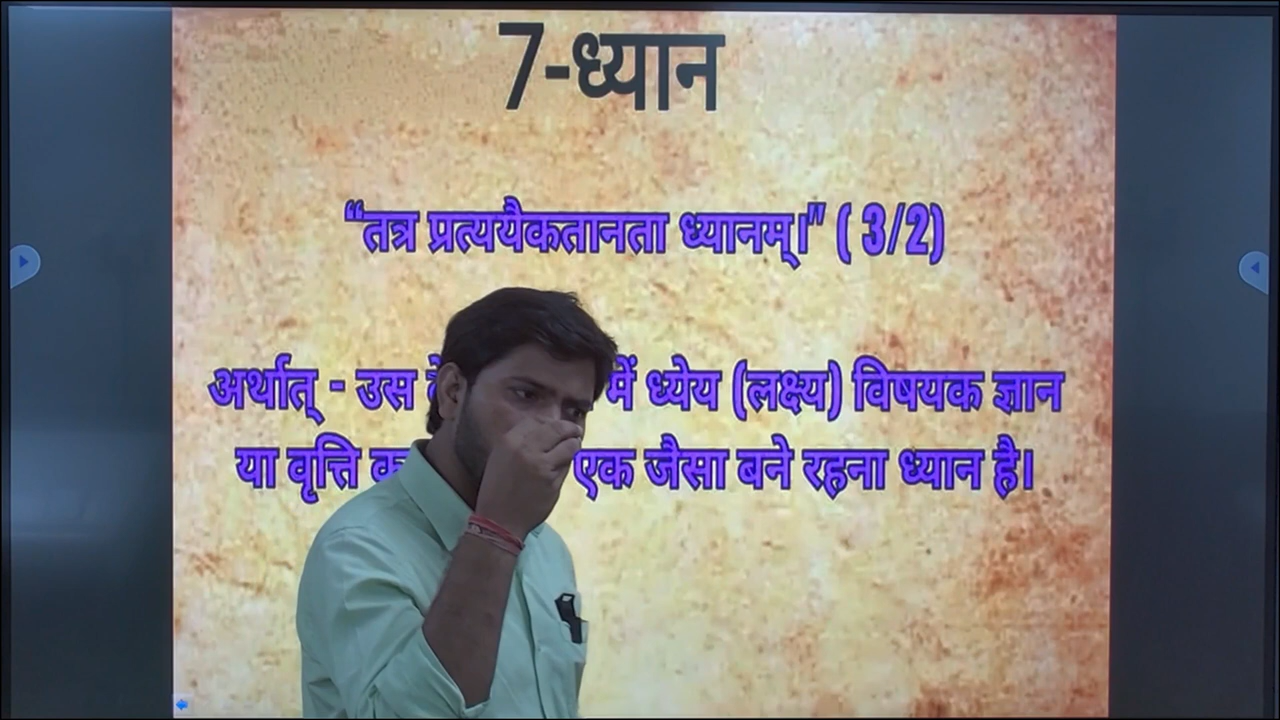 7-ध्यान
“तत्र प्रत्ययैकतानता ध्यानम्।” ( 3/2)
अर्थात् - उस में ध्येय (लक्ष्य) विषयक ज्ञान
या वृत्ति एक जैसा बने रहना ध्यान है।